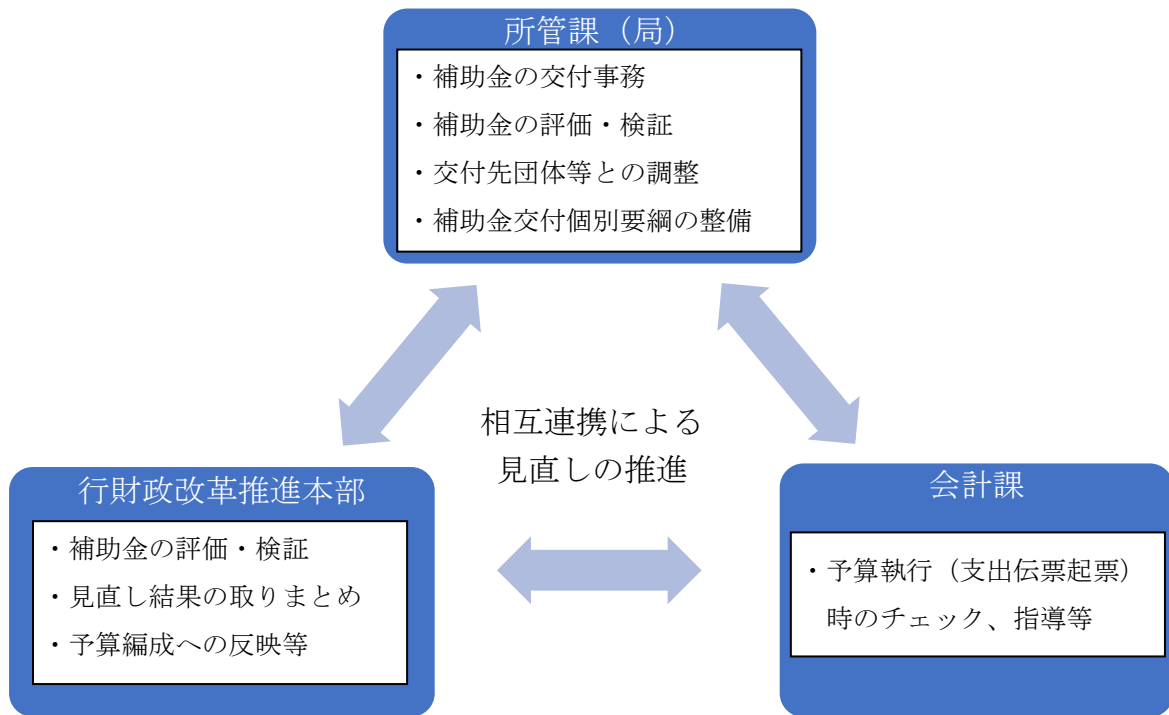 所管課（局）
・補助金の交付事務
・補助金の評価・検証
・交付先団体等との調整
・補助金交付個別要綱の整備
相互連携による
見直しの推進
行財政改革推進本部
・補助金の評価・検証
・見直し結果の取りまとめ
・予算編成への反映等
会計課
・予算執行（支出伝票起票）
時のチェック、指導等